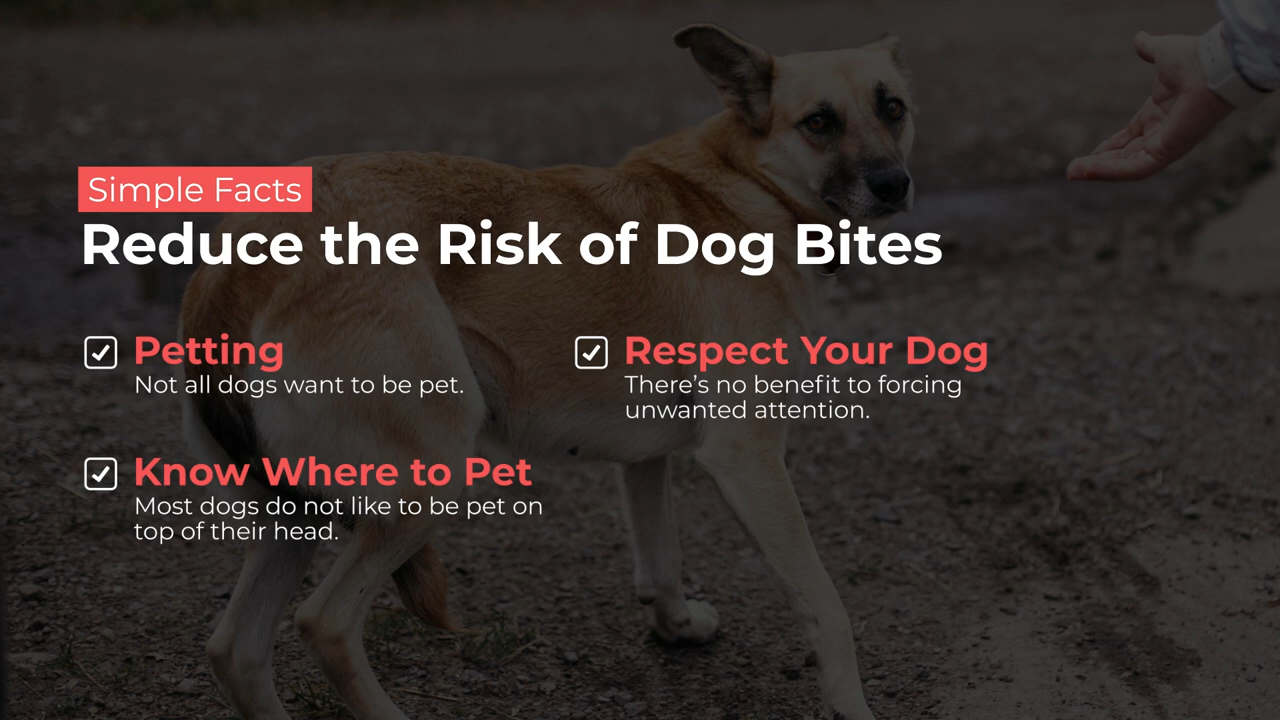 Simple Facts
Reduce the Risk of Dog Bites
Petting
Not all dogs want to be pet.
Respect Your Dog
There’s no benefit to forcing
unwanted attention.
Know Where to Pet
Most dogs do not like to be pet on
top of their head.